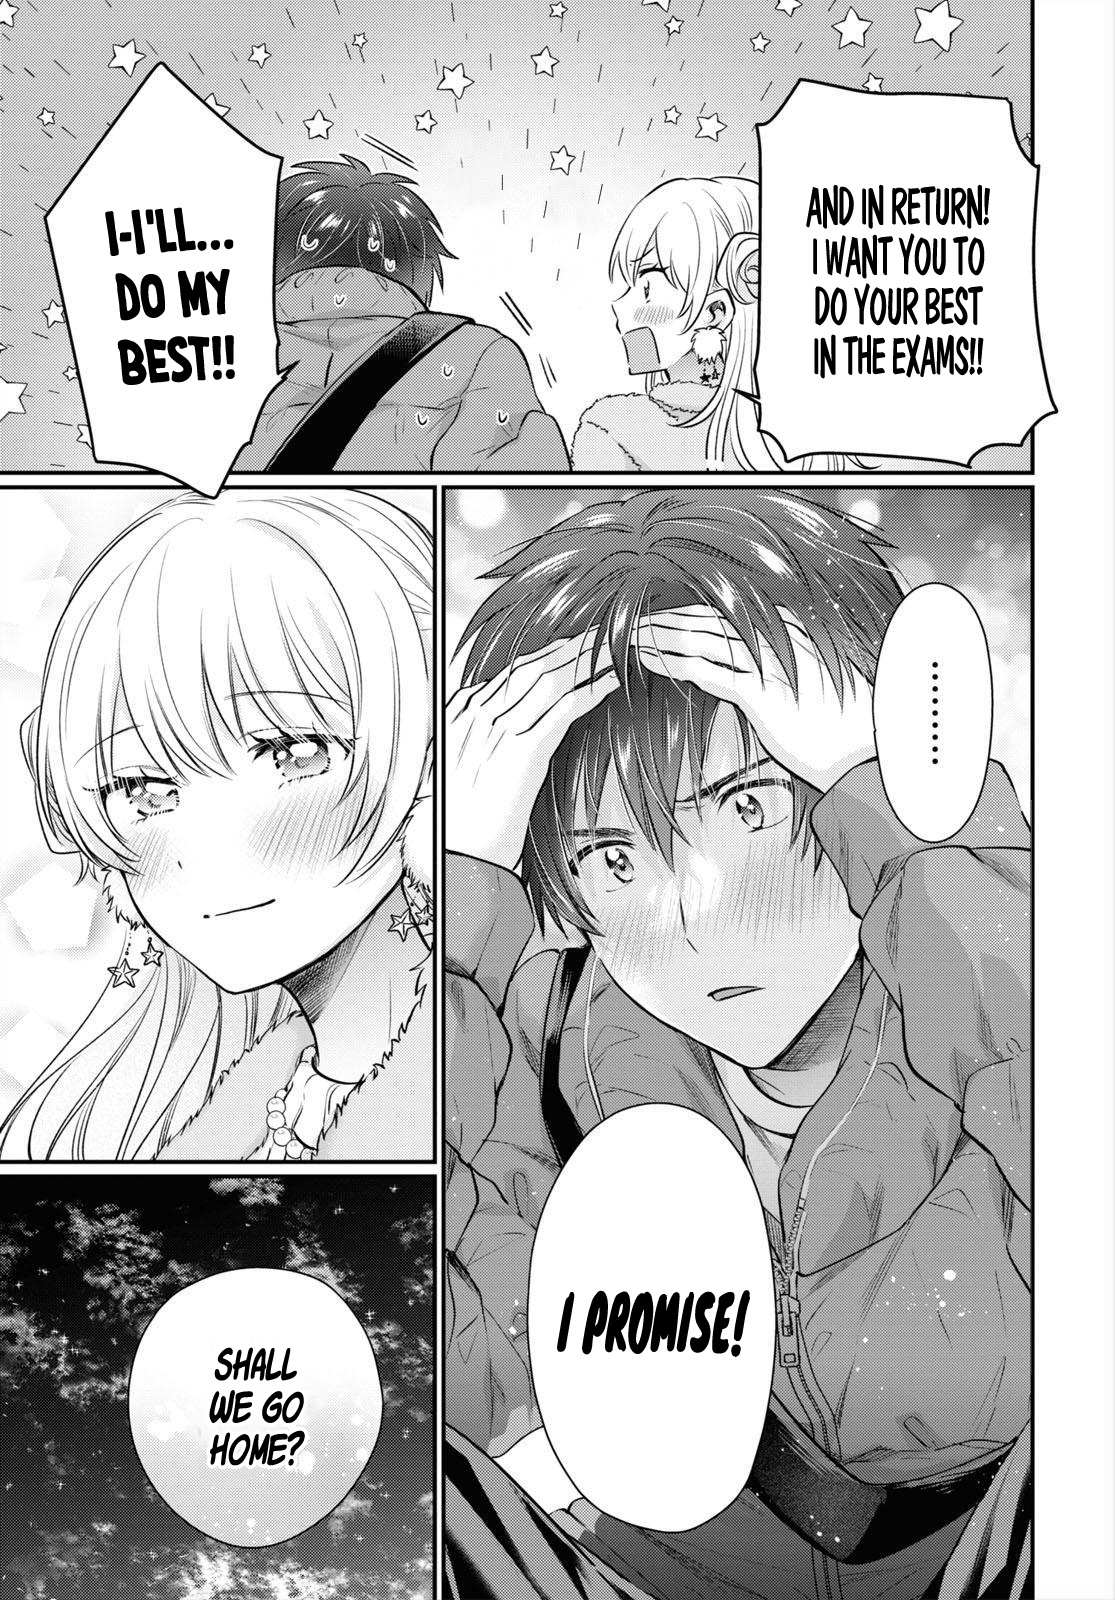 AND IN RETURN!
I WANT YOU TO
DO YOUR BEST
IN THE EXAMS!!
I-I'LL...
DO MY
BEST!!
.........
I PROMISE!
SHALL
WE GO
HOME?